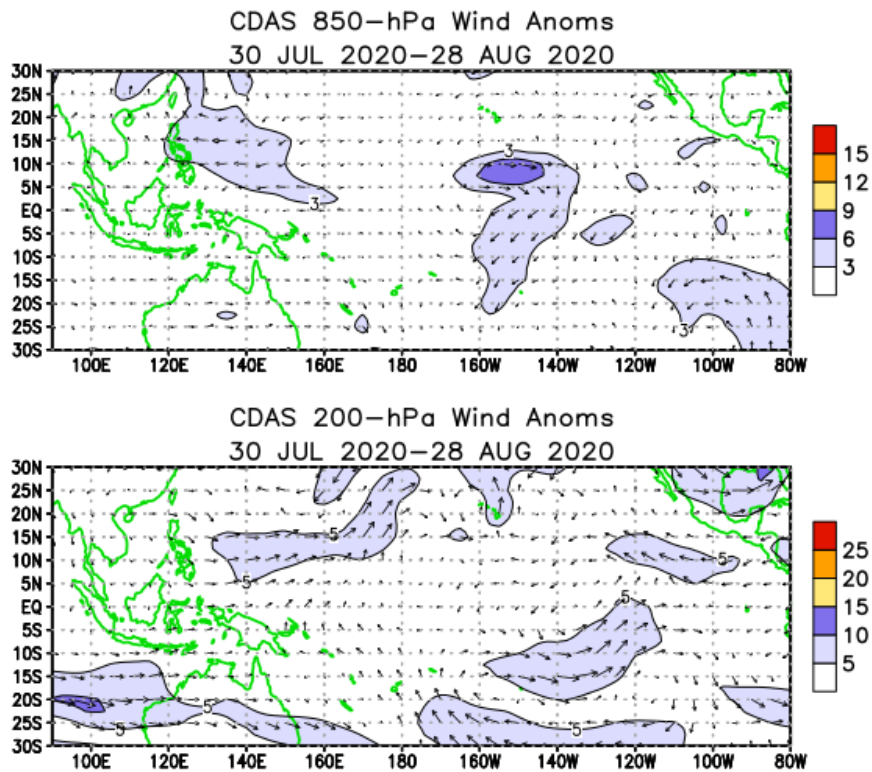 CDAS 850-hPa Wind Anoms
30 JUL 2020-28 AUG 2020
30N
25N
20N
15N
10N
5N
EQ
5S
10S
15S
20S
25S
30S
3
3
3
100E 120E 140E 160E 180 160W 140W 120W 100W 80W
15
12
9
6
3
CDAS 200-hPa Wind Anoms
30 JUL 2020-28 AUG 2020
30N
25N
20N
15N
10N
5N
EQ
5S
10S
15S
20S
25S
30S
5
5
5
5
5
5
5
100E 120E 140E 160E 180 160W 140W 120W 100W 80W
25
20
15
10
5